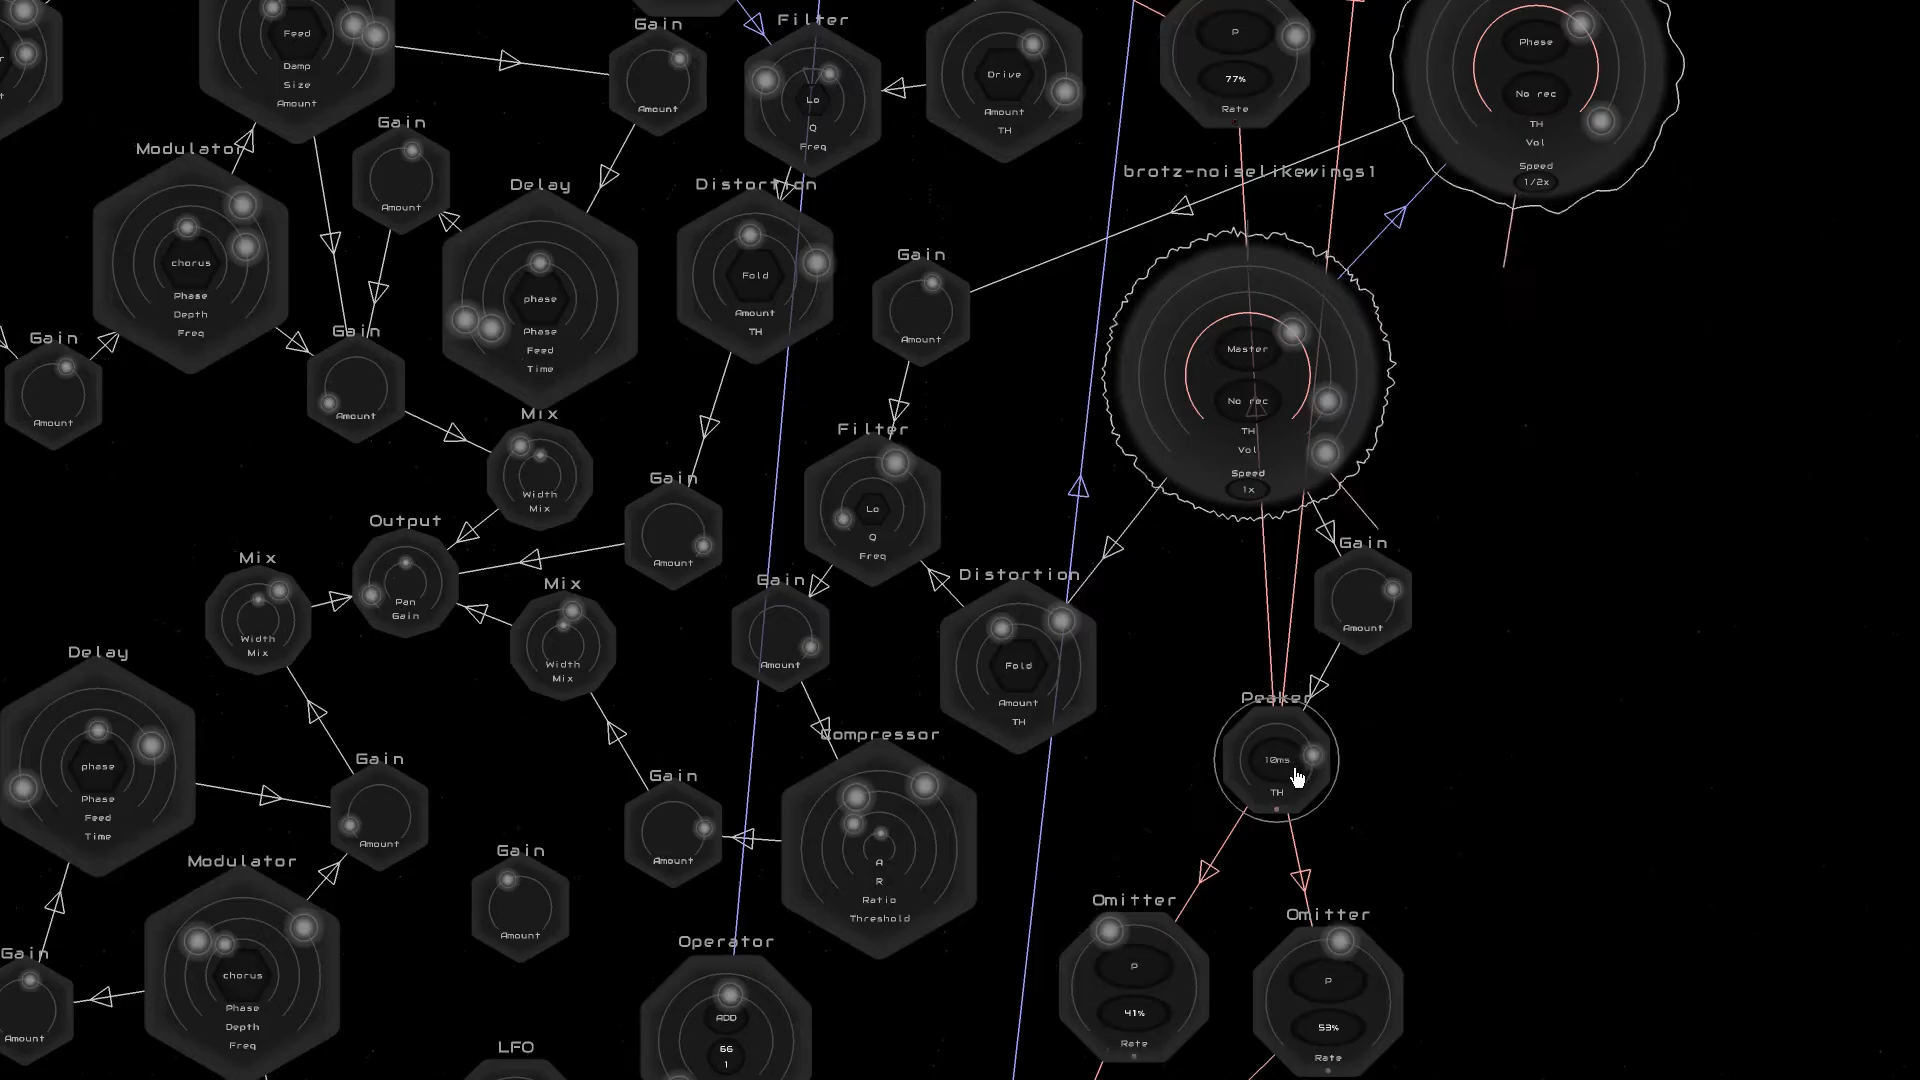 Feed
Damp
Size
Amount
Gain
Amount
Filter
Lo
Q
Freq
Drive
Amount
TH
P
77%
Rate
Phase
No rec
TH
Vol
Speed
1/2x
Gain
Amount
Modulator
chorus
Phase
Depth
Freq
Delay
phase
Phase
Feed
Time
Distortion
Fold
Amount
TH
brotz-noiselikewings1
Master
No rec
TH
Vol
Speed
1x
Gain
Amount
Gain
Amount
Gain
Amount
Mix
Width
Mix
Filter
Lo
Q
Freq
Gain
Amount
Output
Pan
Gain
Mix
Width
Mix
Mix
Width
Mix
Gain
Amount
Distortion
Fold
Amount
TH
Gain
Amount
Delay
phase
Phase
Feed
Time
Peaker
10ms
TH
Gain
Amount
Gain
Amount
Compressor
A
R
Ratio
Threshold
Modulator
chorus
Phase
Depth
Freq
Gain
Amount
Omitter
P
41%
Rate
Omitter
P
53%
Rate
Gain
Amount
Operator
ADD
66
1
LFO